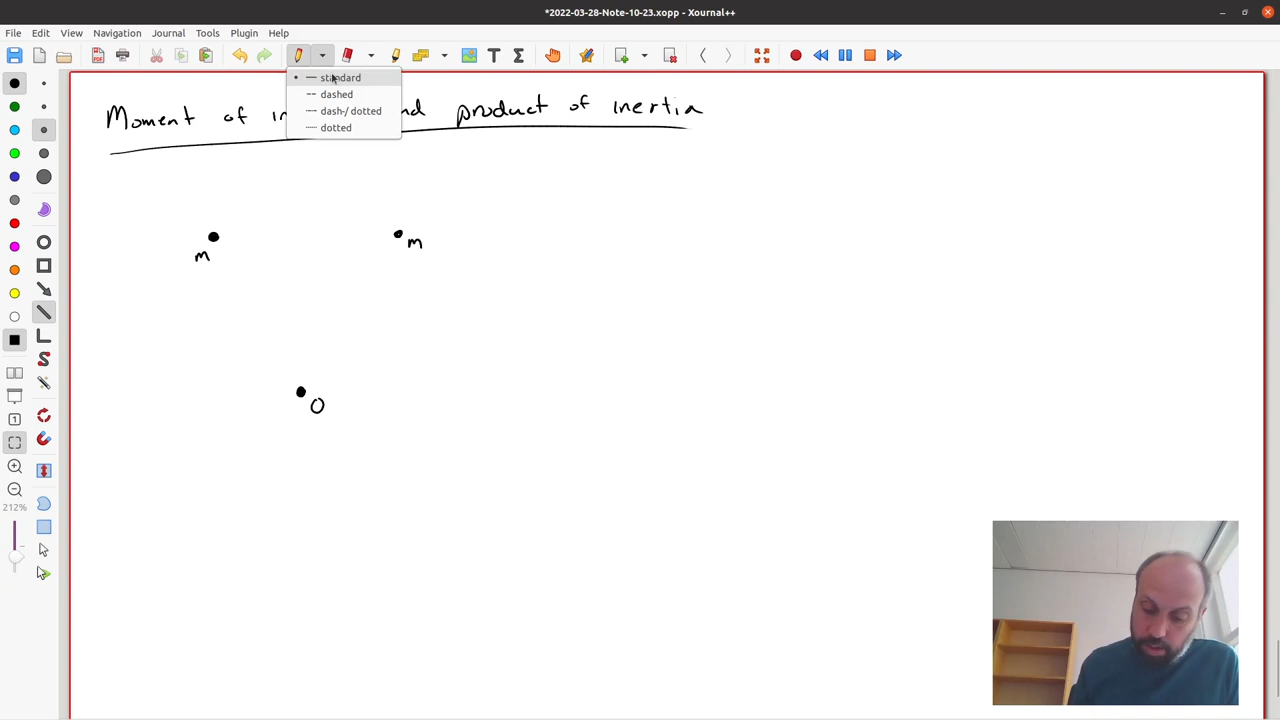 *2022-03-28-Note-10-23.xopp - Xournal++
File Edit View Navigation Journal Tools Plugin Help
standard
dashed
dash-/ dotted
dotted
Moment of in nd product of inertia
m
m
O
1
212%